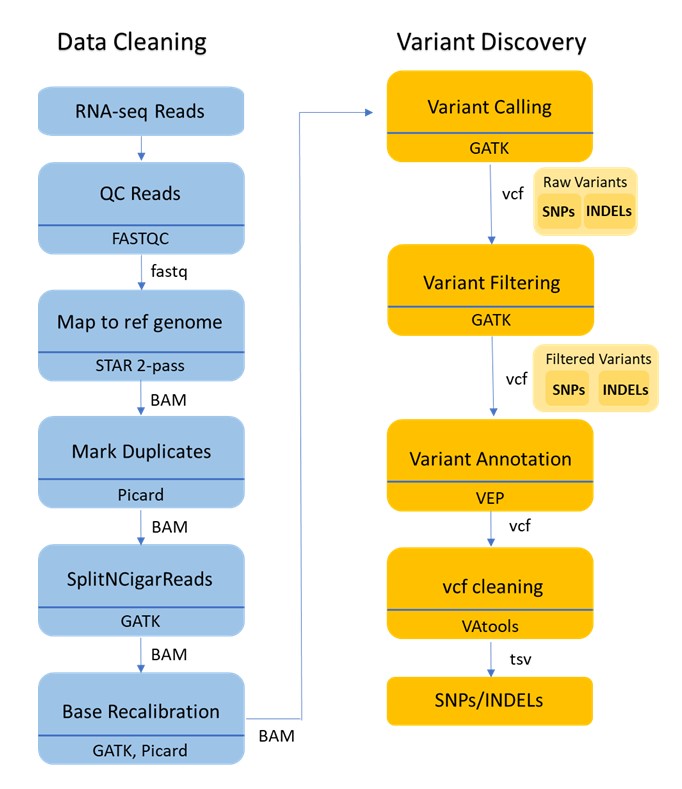 Data Cleaning
RNA-seq Reads
QC Reads
FASTQC
fastq
Map to ref genome
STAR 2-pass
BAM
Mark Duplicates
Picard
BAM
SplitNCigarReads
GATK
BAM
Base Recalibration
GATK, Picard
BAM
Variant Discovery
Variant Calling
GATK
vcf
Raw Variants
SNPs INDELs
Variant Filtering
GATK
vcf
Filtered Variants
SNPs INDELs
Variant Annotation
VEP
vcf
vcf cleaning
VAtools
tsv
SNPs/INDELs